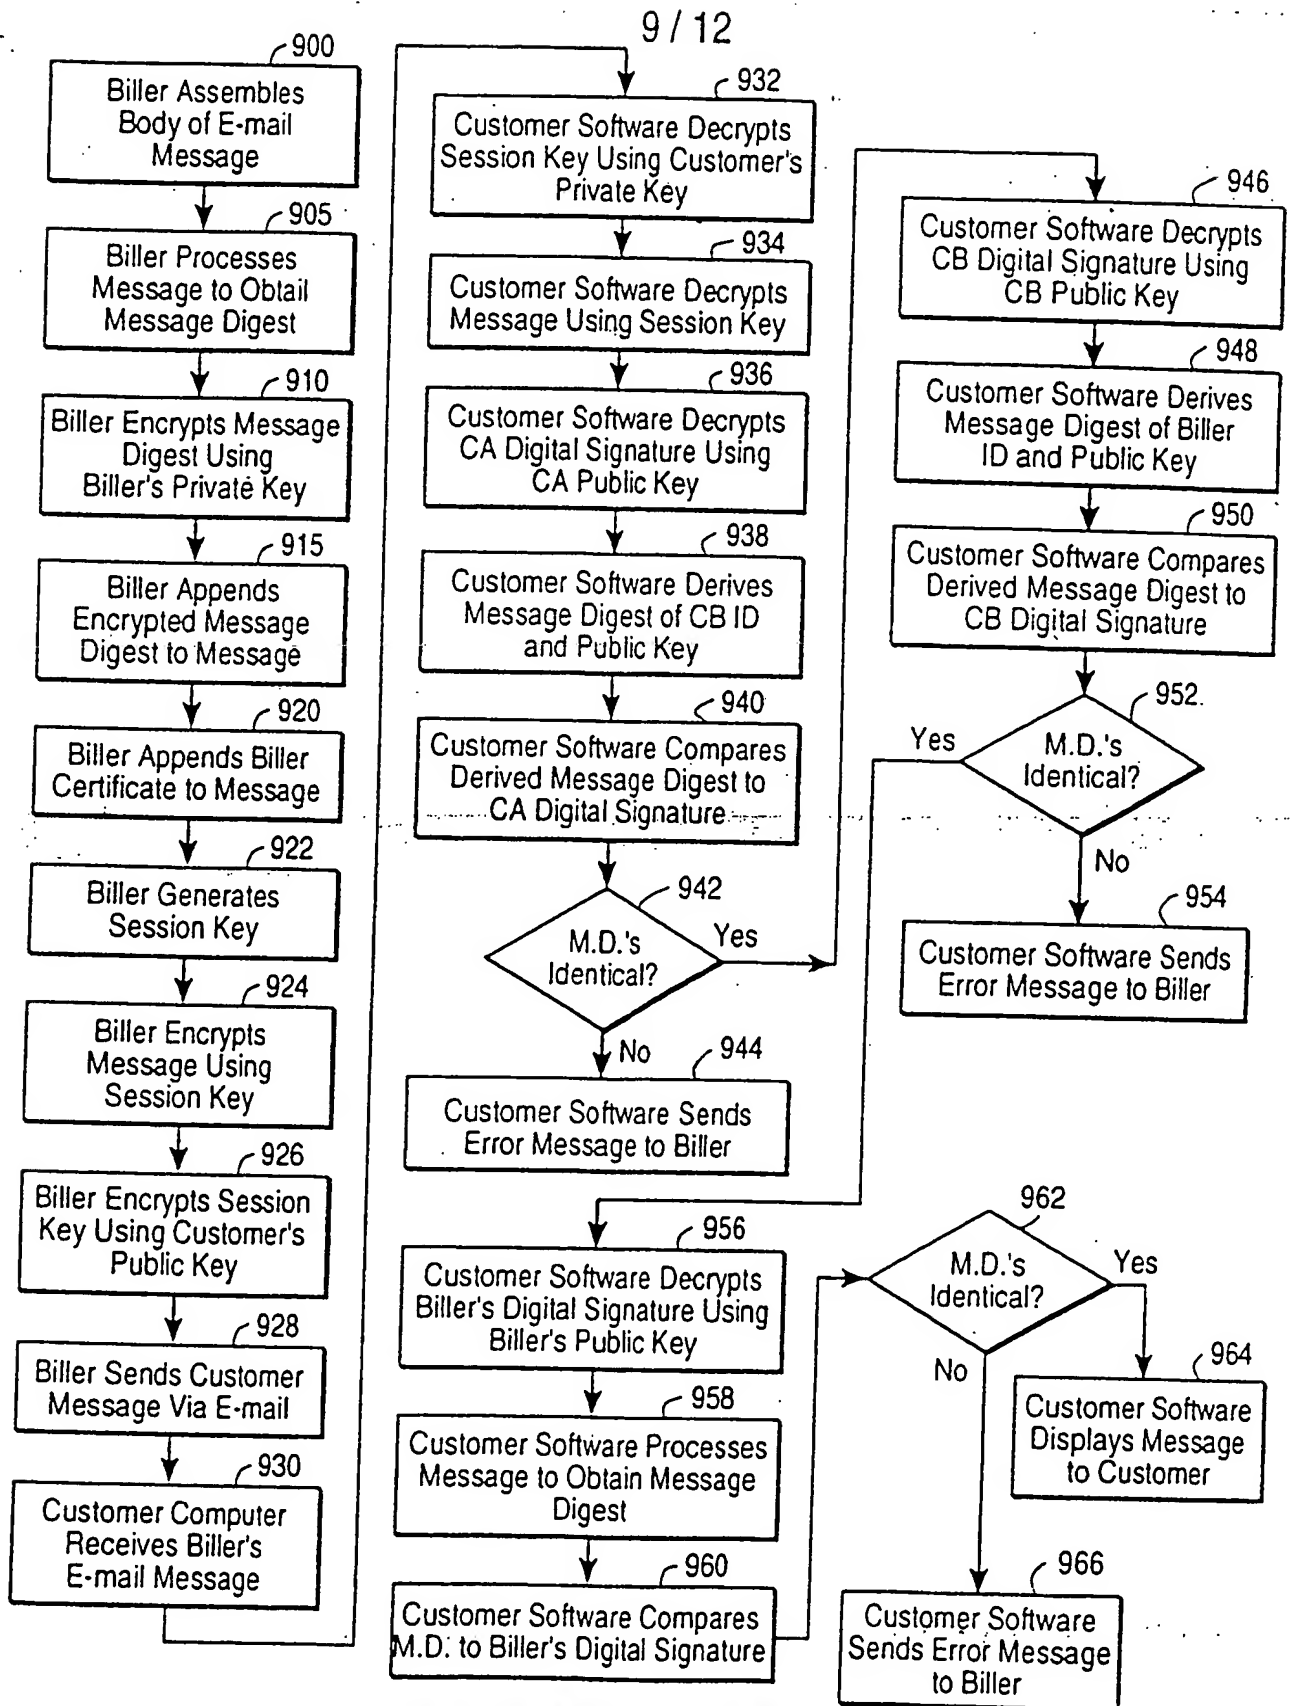 9 / 12
900
Biller Assembles
Body of E-mail
Message
905
Biller Processes
Message to Obtail
Message Digest
910
Biller Encrypts Message
Digest Using
Biller's Private Key
915
Biller Appends
Encrypted Message
Digest to Message
920
Biller Appends Biller
Certificate to Message
922
Biller Generates
Session Key
924
Biller Encrypts
Message Using
Session Key
926
Biller Encrypts Session
Key Using Customer's
Public Key
928
Biller Sends Customer
Message Via E-mail
930
Customer Computer
Receives Biller's
E-mail Message
932
Customer Software Decrypts
Session Key Using Customer's
Private Key
934
Customer Software Decrypts
Message Using Session Key
936
Customer Software Decrypts
CA Digital Signature Using
CA Public Key
938
Customer Software Derives
Message Digest of CB ID
and Public Key
940
Customer Software Compares
Derived Message Digest to
CA Digital Signature
942
M.D.'s
Identical?
Yes
No
944
Customer Software Sends
Error Message to Biller
946
Customer Software Decrypts
CB Digital Signature Using
CB Public Key
948
Customer Software Derives
Message Digest of Biller
ID and Public Key
950
Customer Software Compares
Derived Message Digest to
CB Digital Signature
952
Yes
M.D.'s
Identical?
No
954
Customer Software Sends
Error Message to Biller
956
Customer Software Decrypts
Biller's Digital Signature Using
Biller's Public Key
958
Customer Software Processes
Message to Obtain Message
Digest
960
Customer Software Compares
M.D. to Biller's Digital Signature
962
M.D.'s
Identical?
Yes
No
964
Customer Software
Displays Message
to Customer
966
Customer Software
Sends Error Message
to Biller